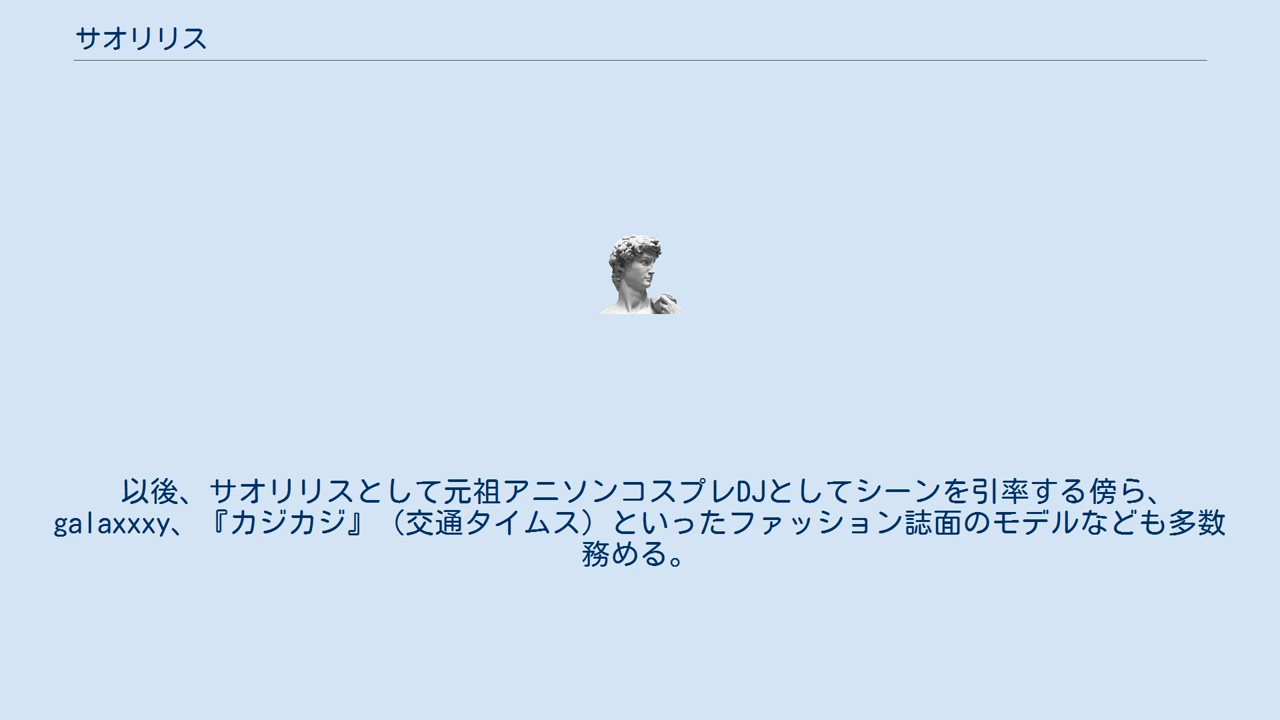 サオリリス
以後、サオリリスとして元祖アニソンコスプレDJとしてシーンを引率する傍ら、
galaxxxy、『カジカジ』（交通タイムス）といったファッション誌面のモデルなども多数
務める。